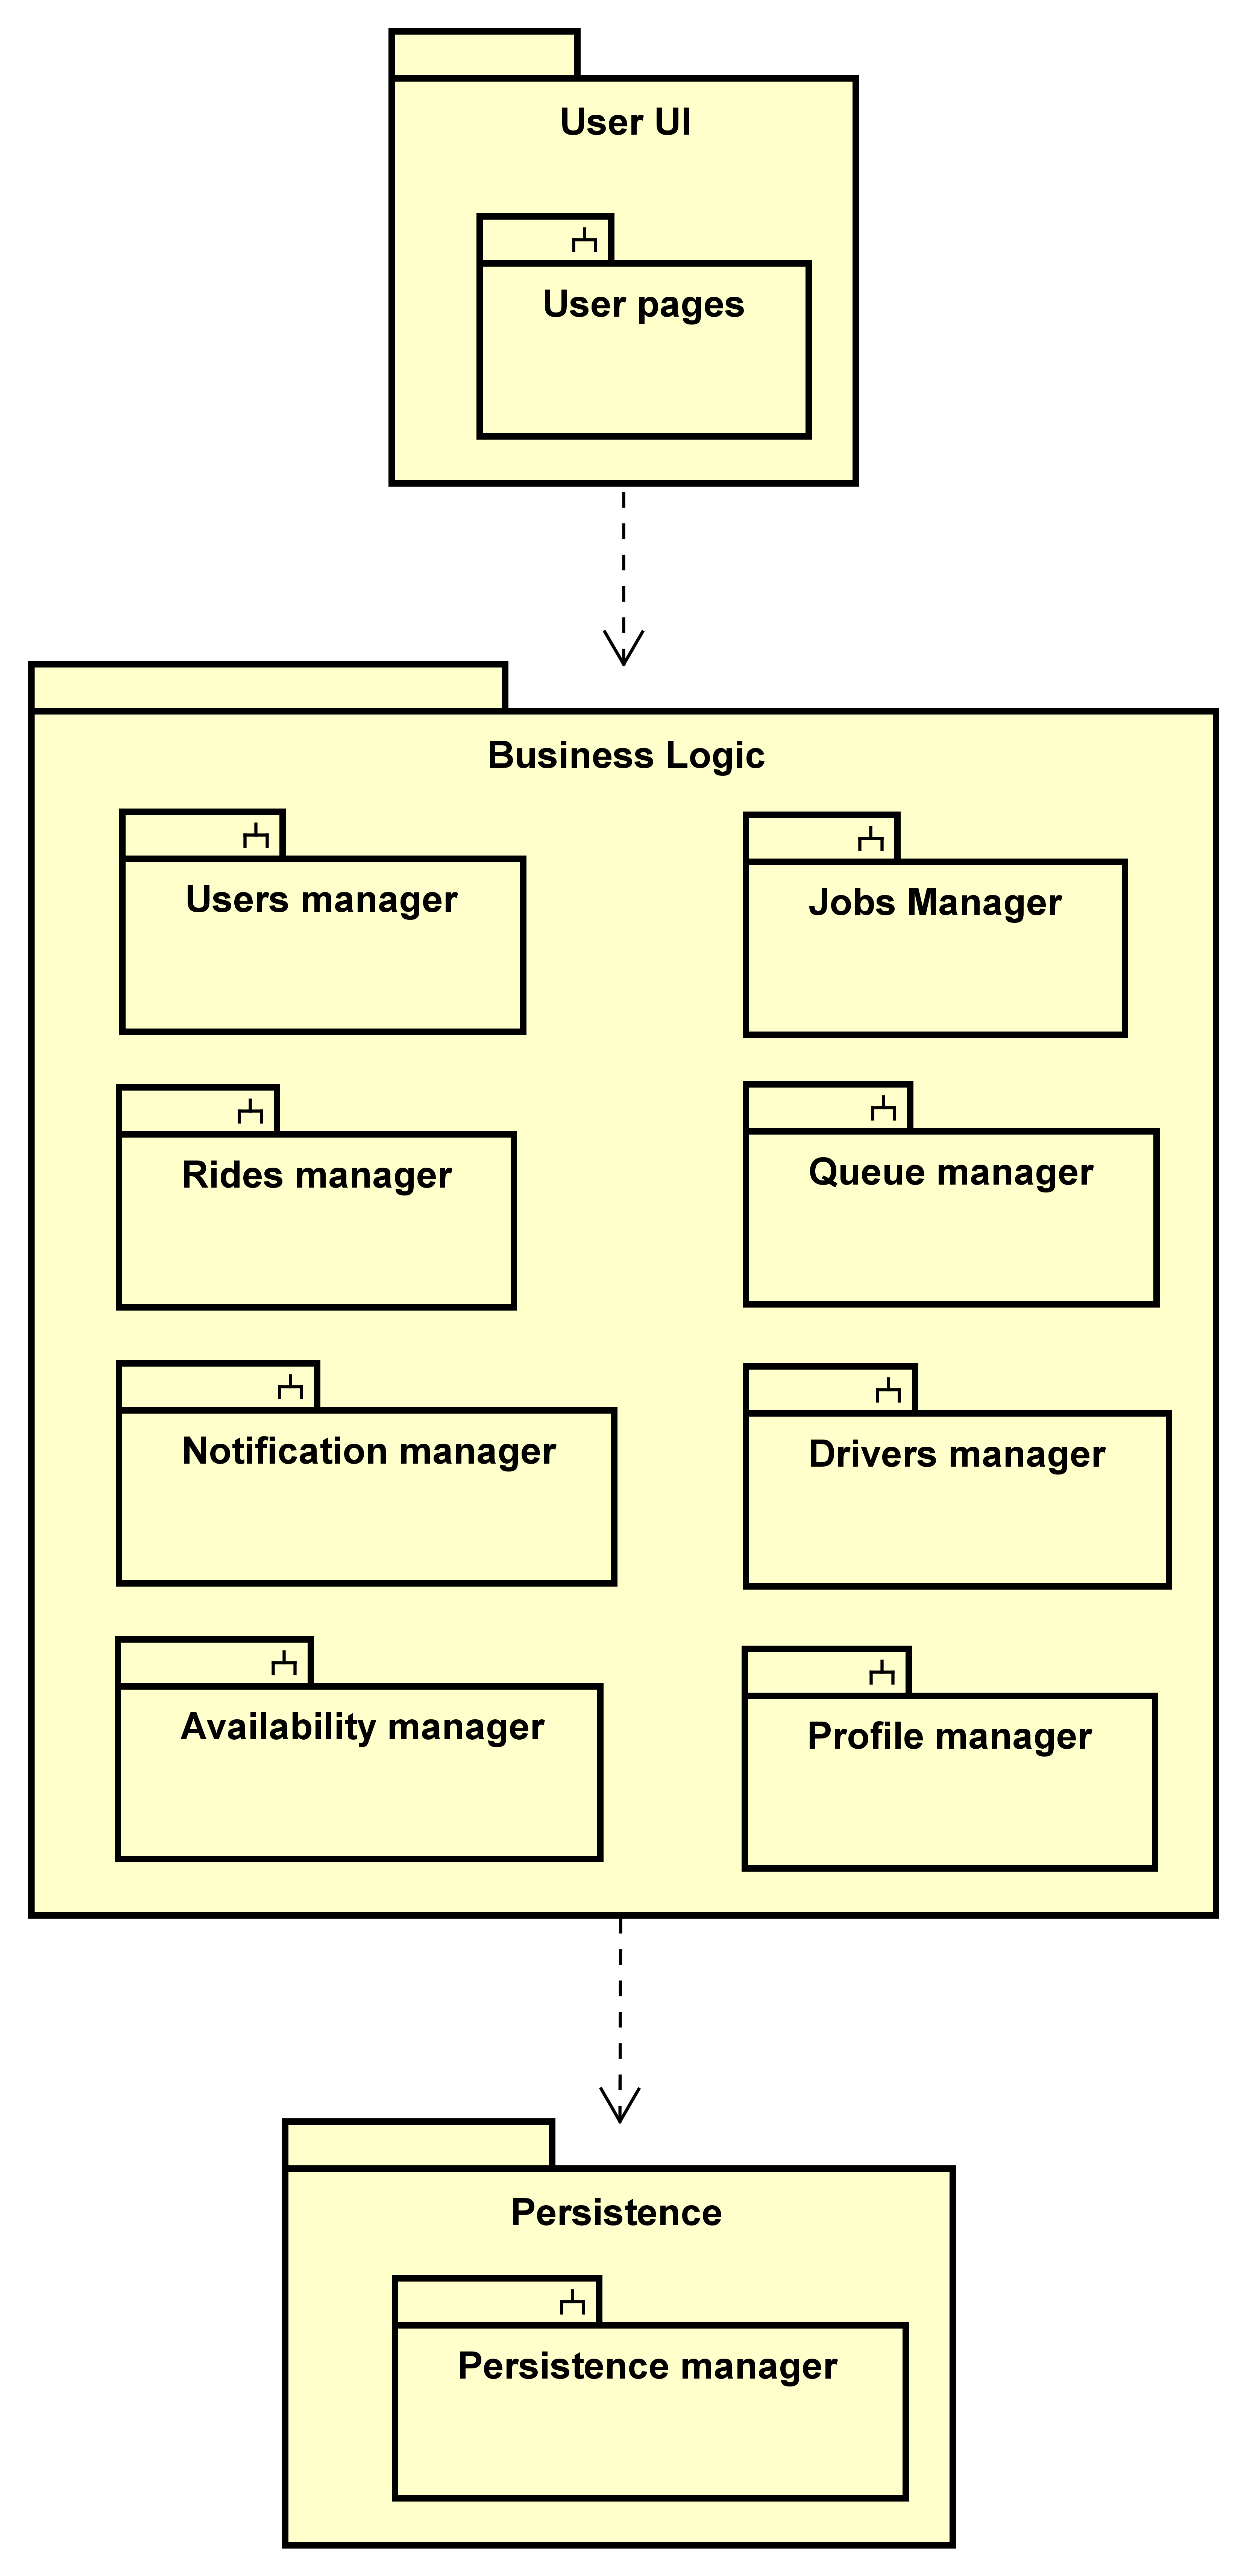 User UI
User pages
Business Logic
Users manager
Jobs Manager
Rides manager
Queue manager
Notification manager
Drivers manager
Availability manager
Profile manager
Persistence
Persistence manager